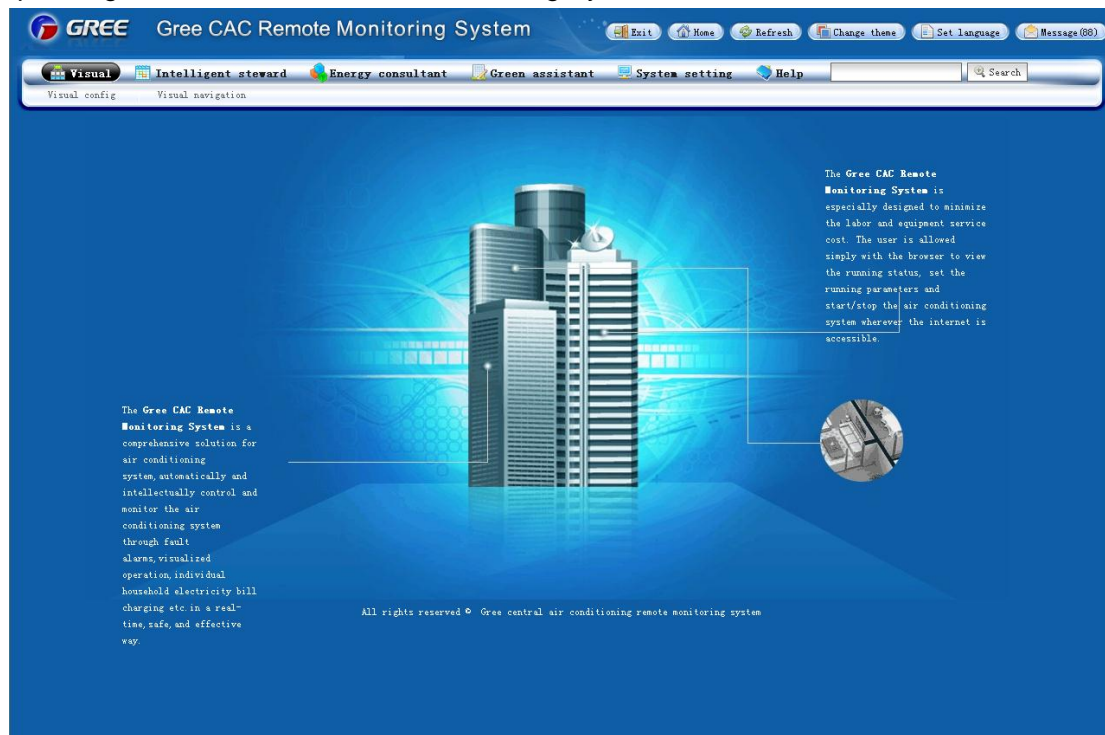 GREE Gree CAC Remote Monitoring System
Exit Home Refresh Change theme Set language Message(88)
Visual Intelligent steward Energy consultant Green assistant System setting Help Search
Visual config Visual navigation
The Gree CAC Remote
Monitoring System is
especially designed to minimize
the labor and equipment service
cost. The user is allowed
simply with the browser to view
the running status, set the
running parameters and
start/stop the air conditioning
system wherever the internet is
accessible.
The Gree CAC Remote
Monitoring System is a
comprehensive solution for
air conditioning
system,automatically and
intellectually control and
monitor the air
conditioning system
through fault
alarms,visualized
operation,individual
household electricity bill
charging etc.in a real~
time,safe,and effective
way.
All rights reserved © Gree central air conditioning remote monitoring system